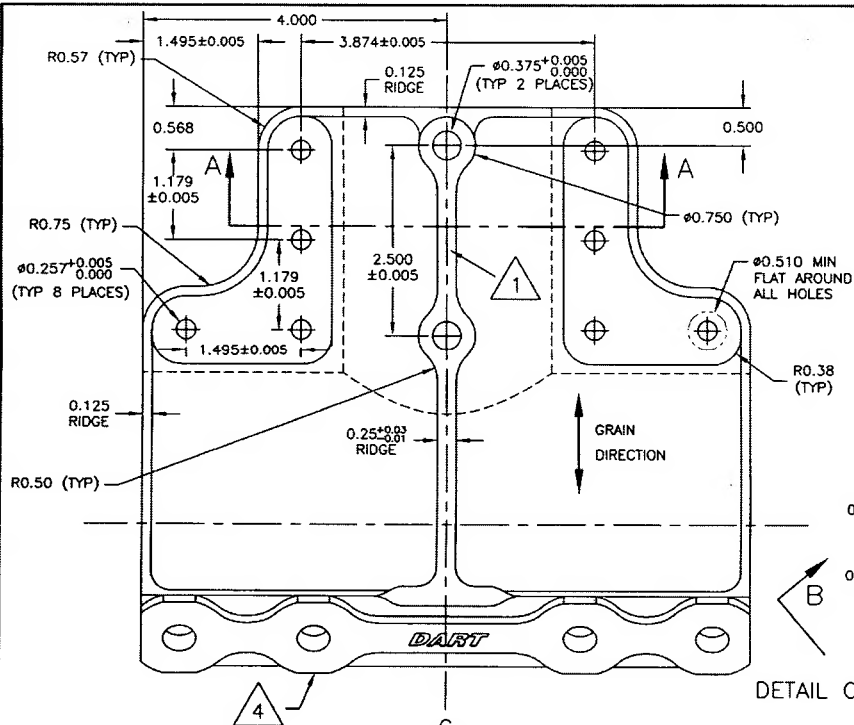 4.000
1.495±0.005
3.874±0.005
R0.57 (TYP)
0.125
RIDGE
ø0.375+0.005
0.000
(TYP 2 PLACES)
0.568
0.500
A
A
1.179
±0.005
R0.75 (TYP)
ø0.750 (TYP)
2.500
±0.005
ø0.257+0.005
0.000
(TYP 8 PLACES)
1.179
±0.005
1
ø0.510 MIN
FLAT AROUND
ALL HOLES
1.495±0.005
R0.38
(TYP)
0.125
RIDGE
0.25+0.03
-0.01
RIDGE
GRAIN
DIRECTION
R0.50 (TYP)
0
0
B
DART
DETAIL C
4